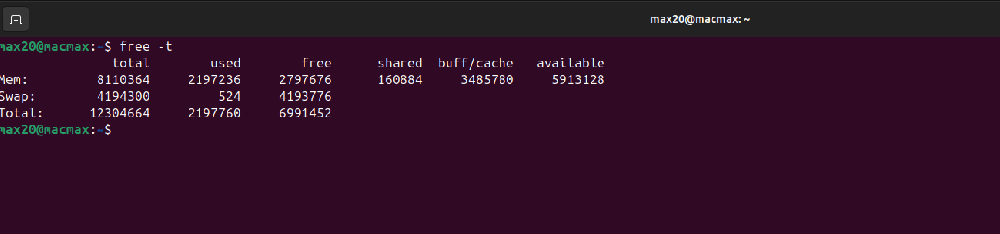 max20@macmax: ~
max20@macmax:~$ free -t
total used free shared buff/cache available
Mem: 8110364 2197236 2797676 160884 3485780 5913128
Swap: 4194300 524 4193776
Total: 12304664 2197760 6991452
max20@macmax:~$